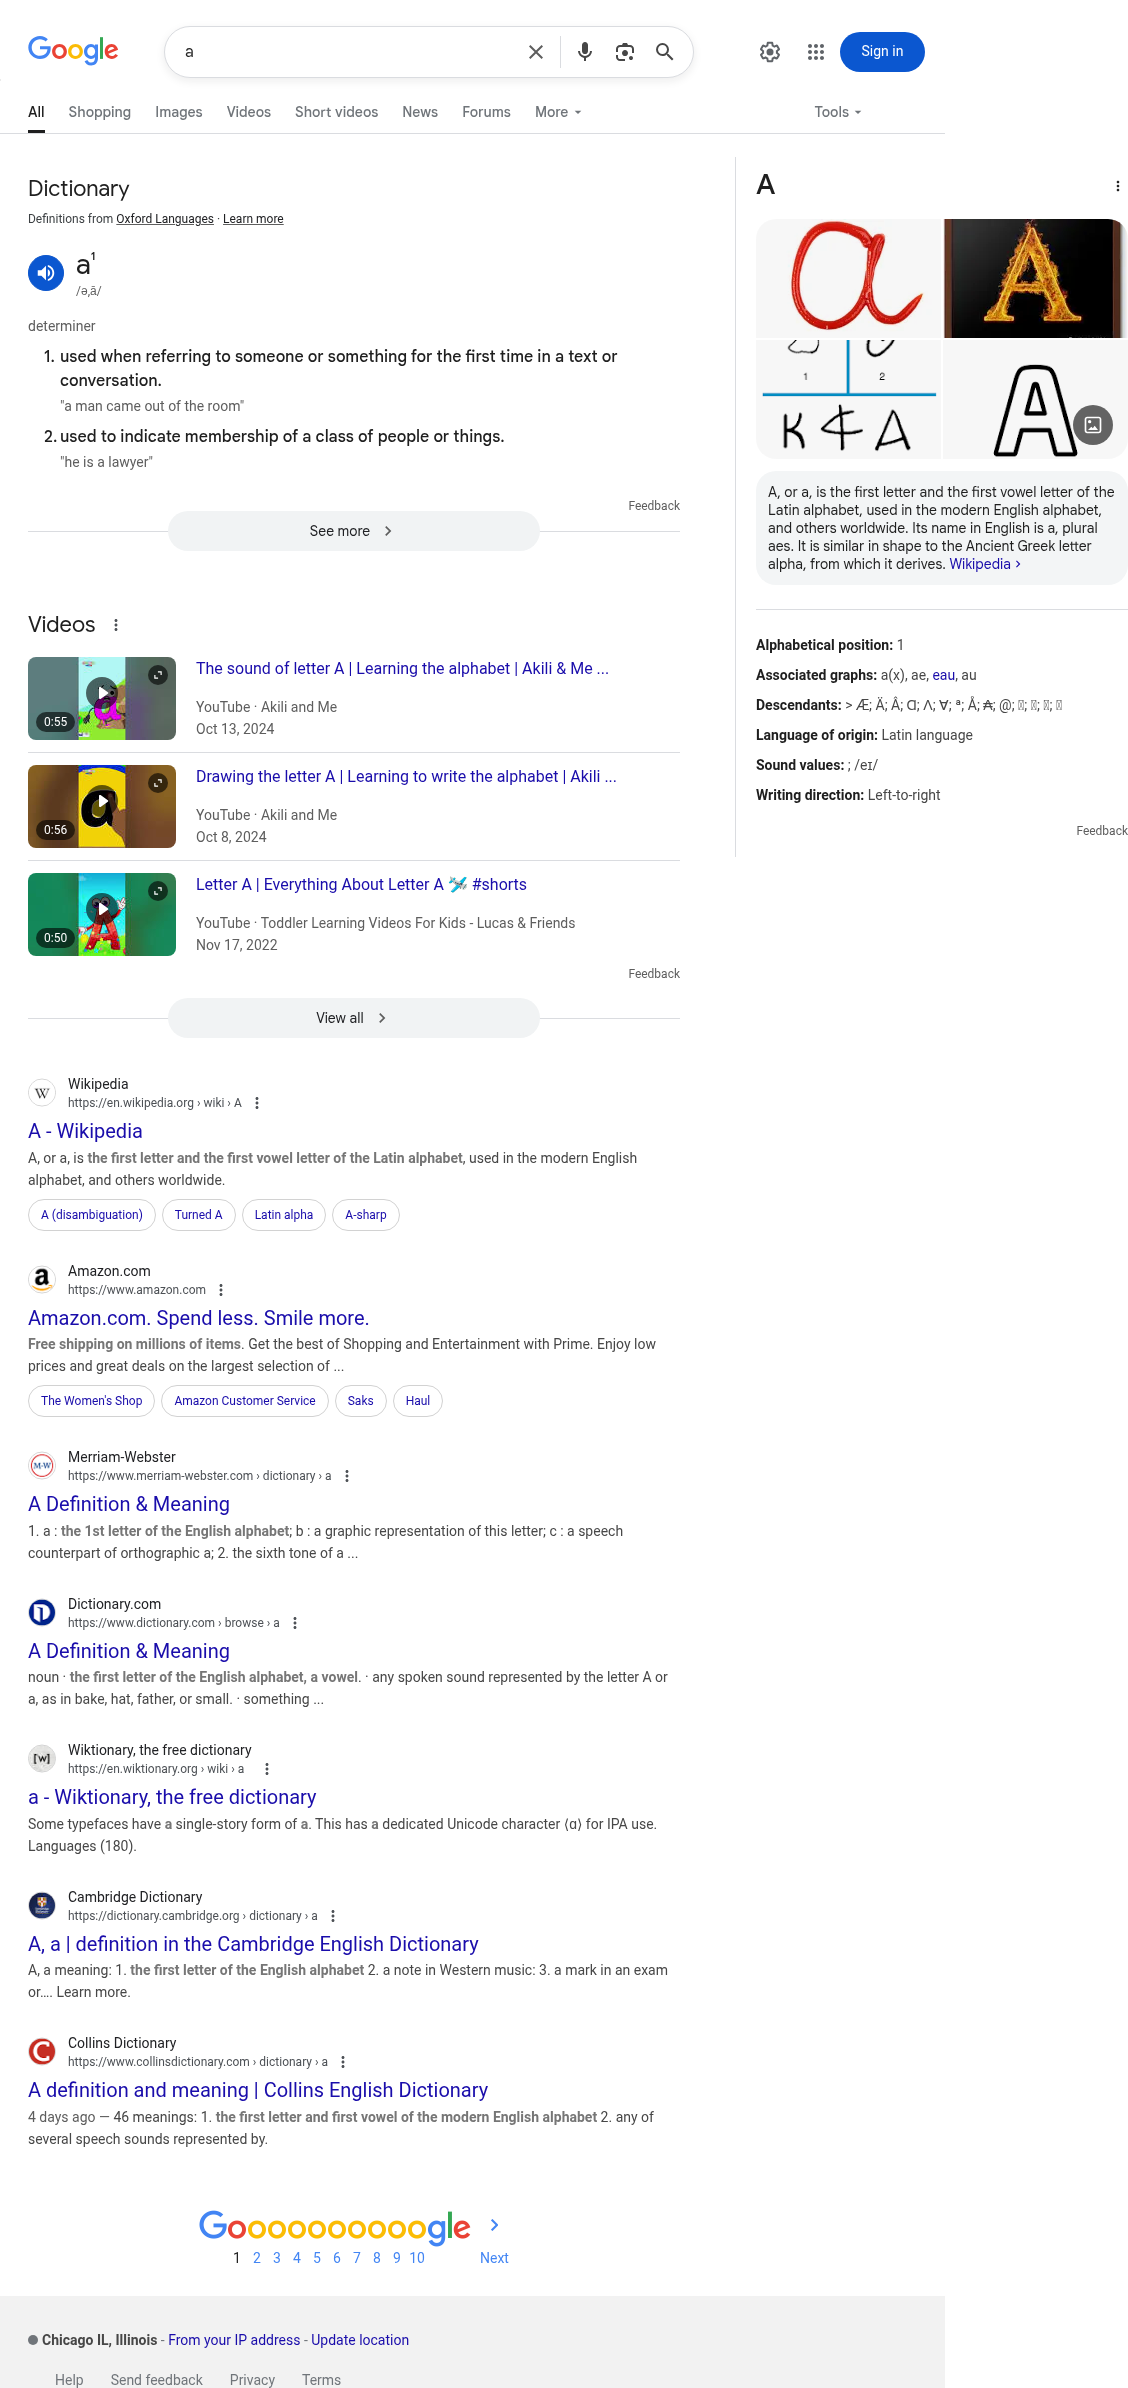 Google
a
Sign in
All Shopping Images Videos Short videos News Forums More Tools
Dictionary
Definitions from Oxford Languages · Learn more
a¹
/ə,ā/
determiner
1. used when referring to someone or something for the first time in a text or
conversation.
"a man came out of the room"
2. used to indicate membership of a class of people or things.
"he is a lawyer"
Feedback
See more
Videos
The sound of letter A | Learning the alphabet | Akili & Me ...
YouTube · Akili and Me
0:55
Oct 13, 2024
Drawing the letter A | Learning to write the alphabet | Akili ...
YouTube · Akili and Me
0:56
Oct 8, 2024
Letter A | Everything About Letter A 🛩️ #shorts
YouTube · Toddler Learning Videos For Kids - Lucas & Friends
0:50
Nov 17, 2022
Feedback
View all
Wikipedia
https://en.wikipedia.org › wiki › A
A - Wikipedia
A, or a, is the first letter and the first vowel letter of the Latin alphabet, used in the modern English
alphabet, and others worldwide.
A (disambiguation) Turned A Latin alpha A-sharp
Amazon.com
https://www.amazon.com
Amazon.com. Spend less. Smile more.
Free shipping on millions of items. Get the best of Shopping and Entertainment with Prime. Enjoy low
prices and great deals on the largest selection of ...
The Women's Shop Amazon Customer Service Saks Haul
Merriam-Webster
https://www.merriam-webster.com › dictionary › a
A Definition & Meaning
1. a : the 1st letter of the English alphabet; b : a graphic representation of this letter; c : a speech
counterpart of orthographic a; 2. the sixth tone of a ...
Dictionary.com
https://www.dictionary.com › browse › a
A Definition & Meaning
noun · the first letter of the English alphabet, a vowel. · any spoken sound represented by the letter A or
a, as in bake, hat, father, or small. · something ...
Wiktionary, the free dictionary
https://en.wiktionary.org › wiki › a
a - Wiktionary, the free dictionary
Some typefaces have a single-story form of a. This has a dedicated Unicode character ⟨ɑ⟩ for IPA use.
Languages (180).
Cambridge Dictionary
https://dictionary.cambridge.org › dictionary › a
A, a | definition in the Cambridge English Dictionary
A, a meaning: 1. the first letter of the English alphabet 2. a note in Western music: 3. a mark in an exam
or.... Learn more.
Collins Dictionary
https://www.collinsdictionary.com › dictionary › a
A definition and meaning | Collins English Dictionary
4 days ago — 46 meanings: 1. the first letter and first vowel of the modern English alphabet 2. any of
several speech sounds represented by.
Goooooooooogle
1 2 3 4 5 6 7 8 9 10 Next
A
a
A
1 2
A
A, or a, is the first letter and the first vowel letter of the
Latin alphabet, used in the modern English alphabet,
and others worldwide. Its name in English is a, plural
aes. It is similar in shape to the Ancient Greek letter
alpha, from which it derives. Wikipedia ›
Alphabetical position: 1
Associated graphs: a(x), ae, eau, au
Descendants: > Æ; Ä; Â; Ɑ; Λ; Ɐ; ª; Å; ₳; @;
Language of origin: Latin language
Sound values: ; /eɪ/
Writing direction: Left-to-right
Feedback
Chicago IL, Illinois - From your IP address - Update location
Help Send feedback Privacy Terms